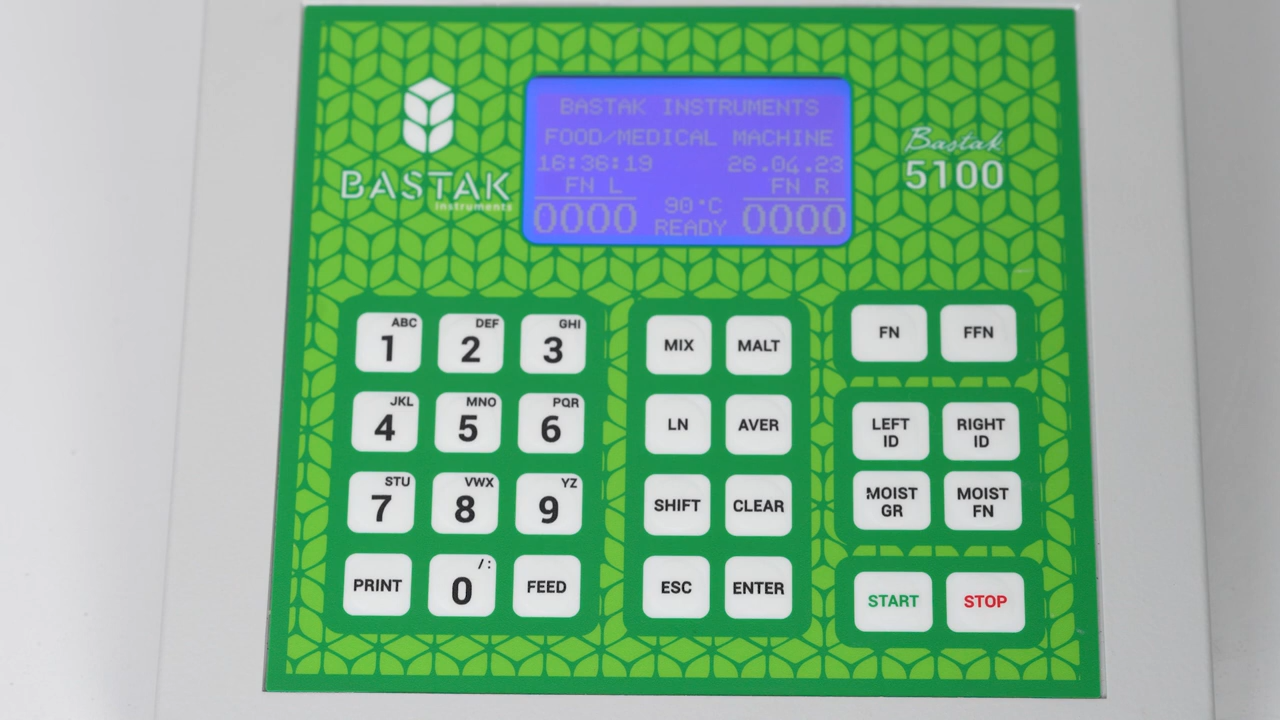 BASTAK
Instruments
BASTAK INSTRUMENTS
FOOD/MEDICAL MACHINE
16:36:19 26.04.23
FN L FN R
0000 90°C 0000
READY
Bastak
5100
ABC DEF GHI
1 2 3
JKL MNO PQR
4 5 6
STU VWX YZ
7 8 9
/ :
PRINT 0 FEED
MIX MALT
LN AVER
SHIFT CLEAR
ESC ENTER
FN FFN
LEFT ID RIGHT ID
MOIST GR MOIST FN
START STOP